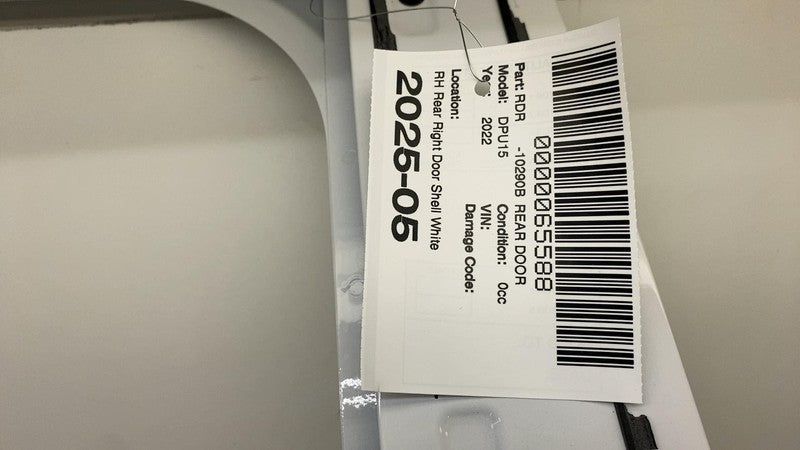 0000065588
Part: RDR -10290B REAR DOOR
Model: DPU15 Condition: 0cc
2022 VIN:
Damage Code:
Location:
RH Rear Right Door Shell White
2025-05